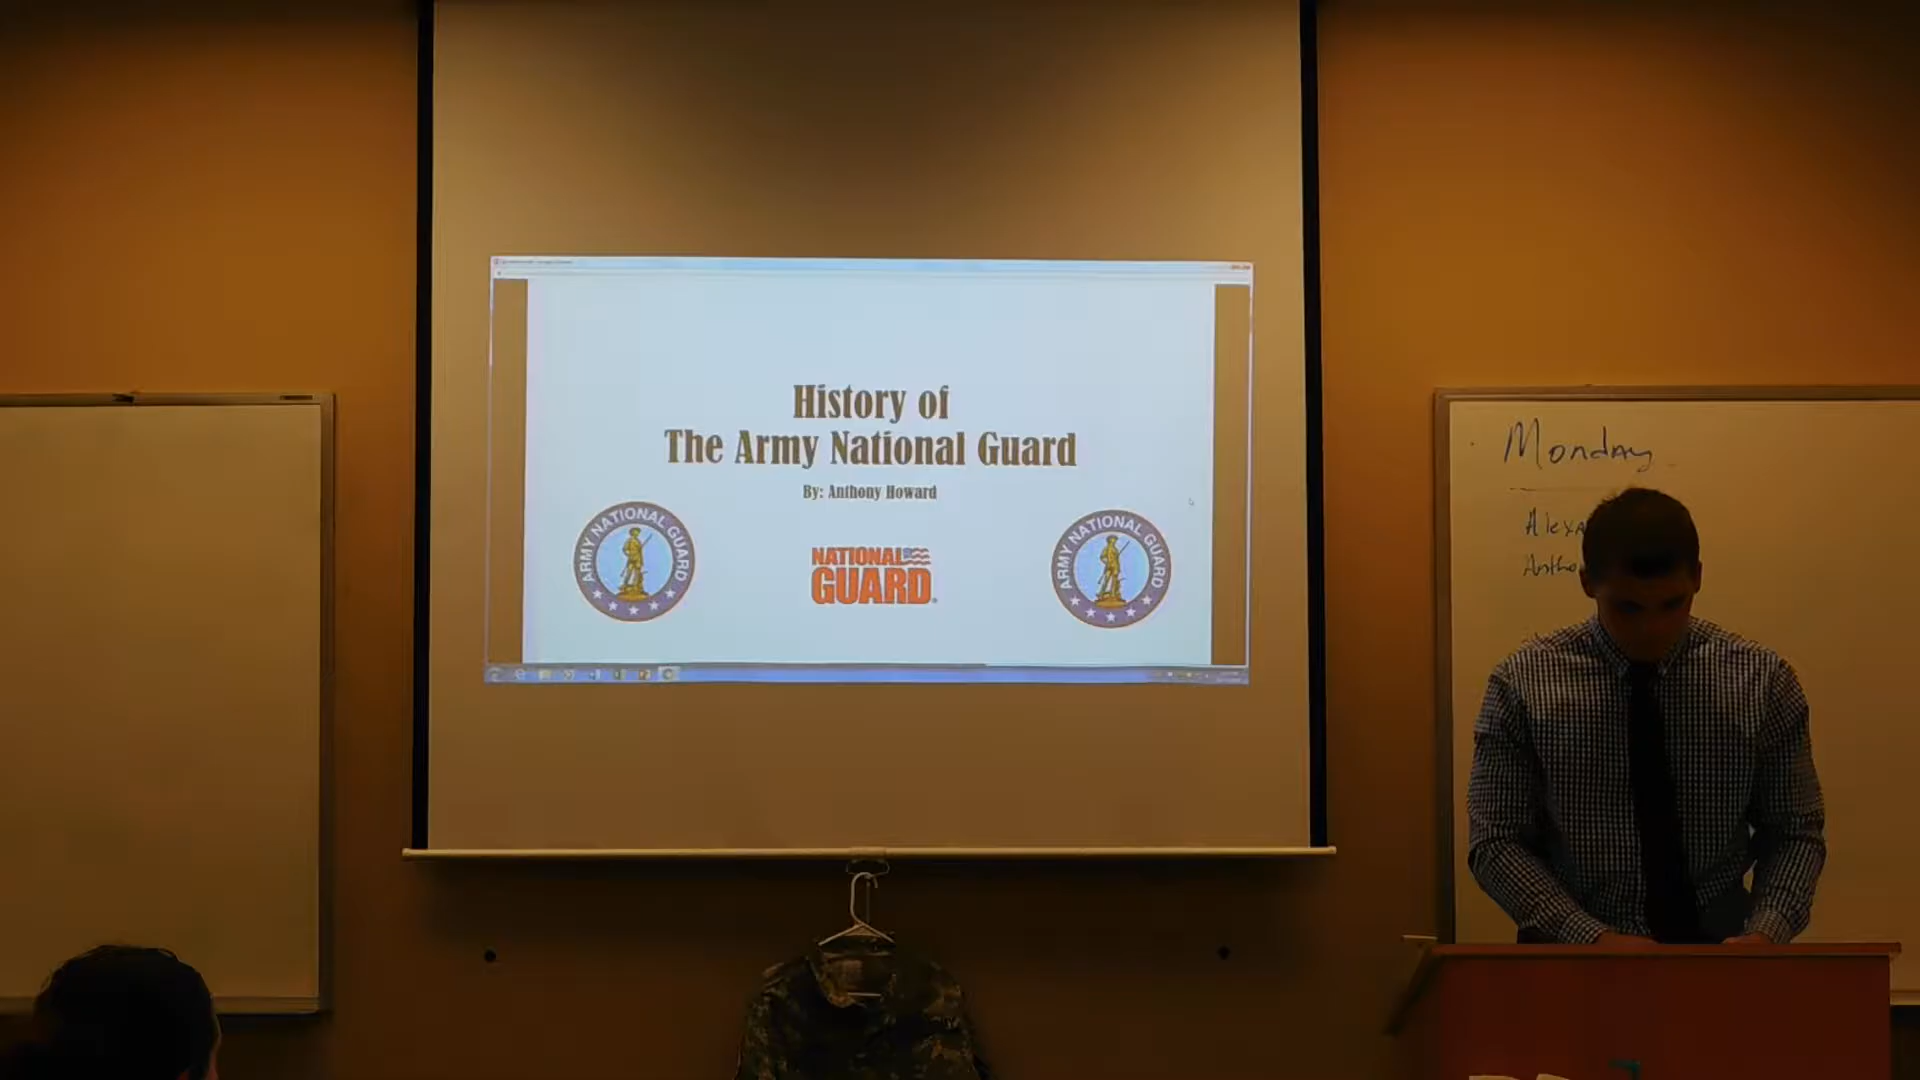 History of
The Army National Guard
By: Anthony Howard
ARMY NATIONAL GUARD
NATIONAL
GUARD
ARMY NATIONAL GUARD
Monday